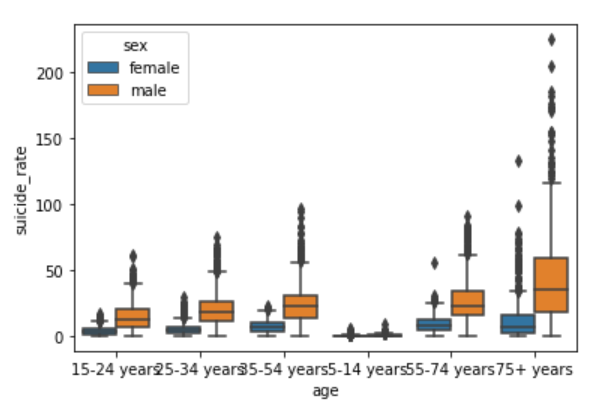 sex
female
male
suicide_rate
200
150
100
50
0
15-24 years 25-34 years 35-54 years 5-14 years 55-74 years 75+ years
age